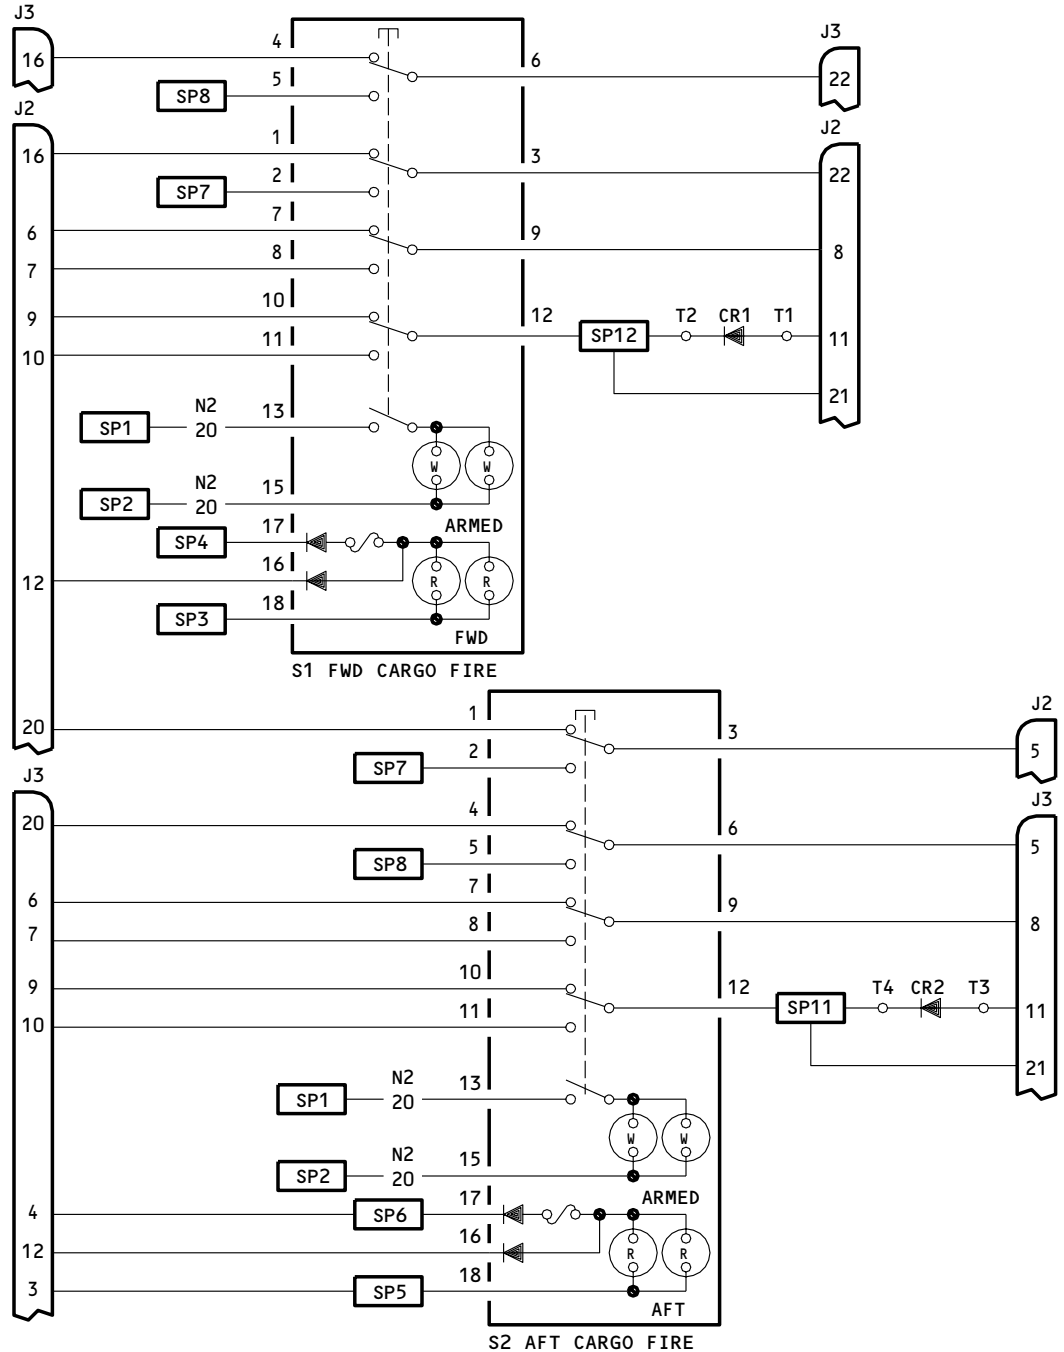 J3
16
4
6
J3
22
SP8
5
J2
J2
16
1
3
22
SP7
2
6
7
9
8
7
8
9
10
12
SP12
T2
CR1
T1
11
10
11
21
SP1
N2
20
13
W
W
SP2
N2
20
15
ARMED
SP4
17
12
16
R
R
SP3
18
FWD
S1 FWD CARGO FIRE
20
1
3
J2
5
SP7
2
J3
J3
20
4
6
5
SP8
5
6
7
9
8
7
8
9
10
12
SP11
T4
CR2
T3
11
10
11
21
SP1
N2
20
13
W
W
SP2
N2
20
15
ARMED
4
SP6
17
12
16
R
R
3
SP5
18
AFT
S2 AFT CARGO FIRE